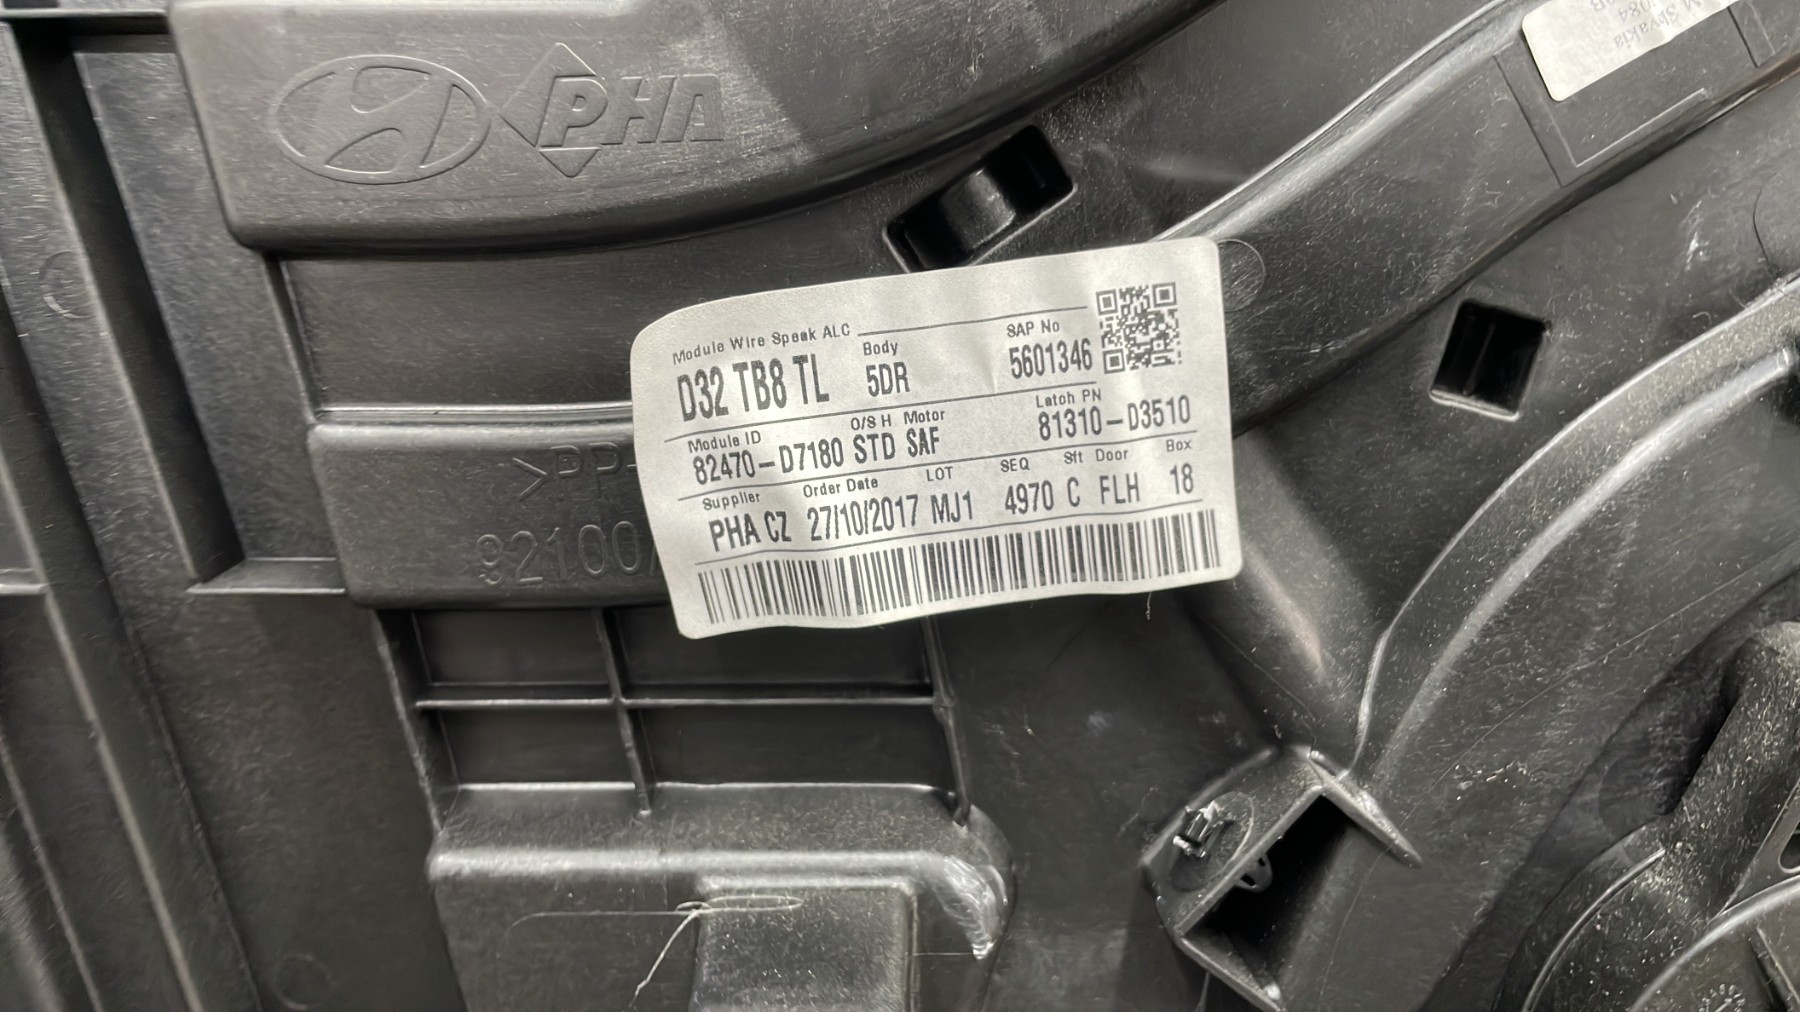 PHA
M Slovakia
Module Wire Speak ALC
Body
SAP No
D32 TB8 TL 5DR 5601346
Module ID O/S H Motor Latch PN
82470-D7180 STD SAF 81310-D3510
Supplier Order Date LOT SEQ Sft Door Box
PHA CZ 27/10/2017 MJ1 4970 C FLH 18
>PP-
92100/